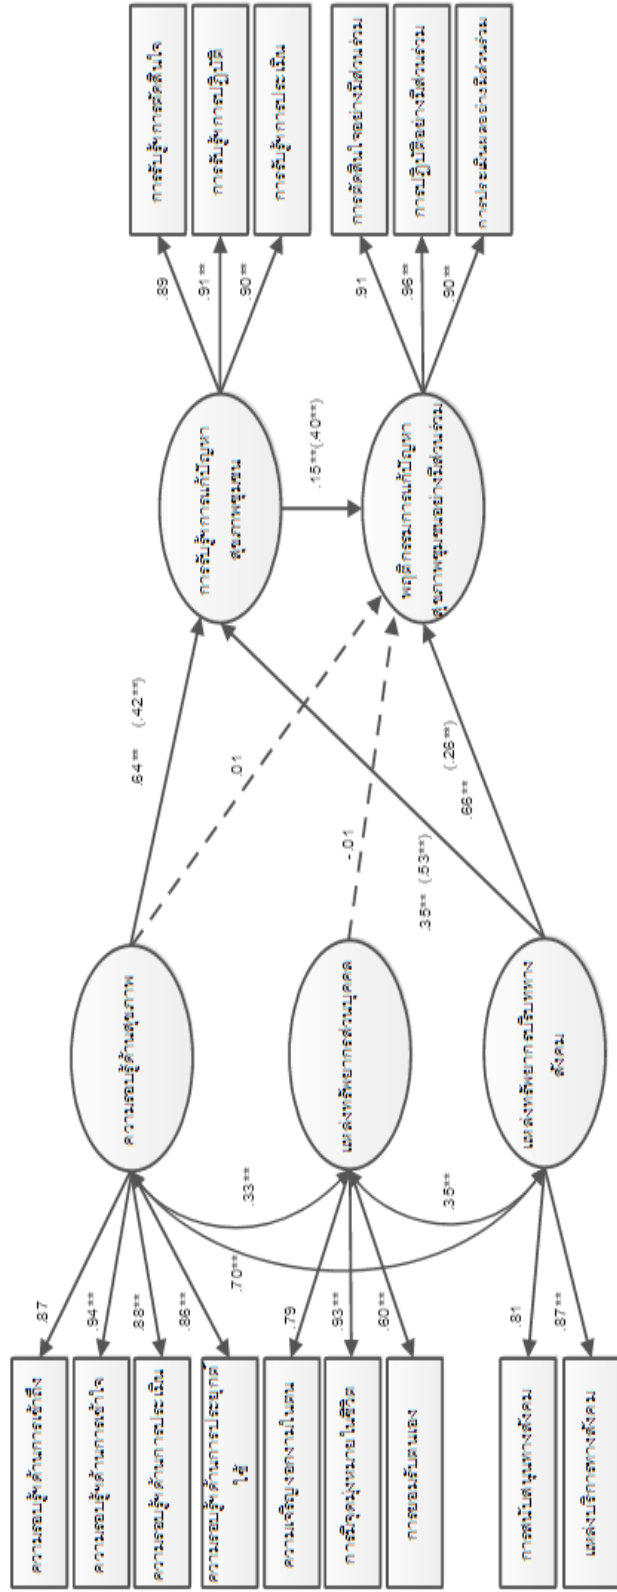 ความรอบรู้ฯด้านการเข้าถึง
ความรอบรู้ฯด้านการเข้าใจ
ความรอบรู้ฯด้านการประเมิน
ความรอบรู้ฯด้านการประยุกต์
ใช้
ความเจริญงอกงามในตน
การมีจุดมุ่งหมายในชีวิต
การยอมรับตนเอง
การสนับสนุนทางสังคม
แหล่งบริการทางสังคม
.87
.94**
.88**
.86**
.79
.93**
.60**
.81
.87**
.70**
.33**
.35**
ความรอบรู้ด้านสุขภาพ
แหล่งทรัพยากรส่วนบุคคล
แหล่งทรัพยากรบริบททาง
สังคม
.64** (.42**)
.01
-.01
.35** (.53**)
(.26**)
.66**
การรับรู้ฯการแก้ปัญหา
สุขภาพชุมชน
.15**(.40**)
พฤติกรรมการแก้ปัญหา
สุขภาพชุมชนอย่างมีส่วนร่วม
.89
.91**
.90**
.91
.96**
.90**
การรับรู้ฯการตัดสินใจ
การรับรู้ฯการปฏิบัติ
การรับรู้ฯการประเมิน
การตัดสินใจอย่างมีส่วนร่วม
การปฏิบัติอย่างมีส่วนร่วม
การประเมินผลอย่างมีส่วนร่วม